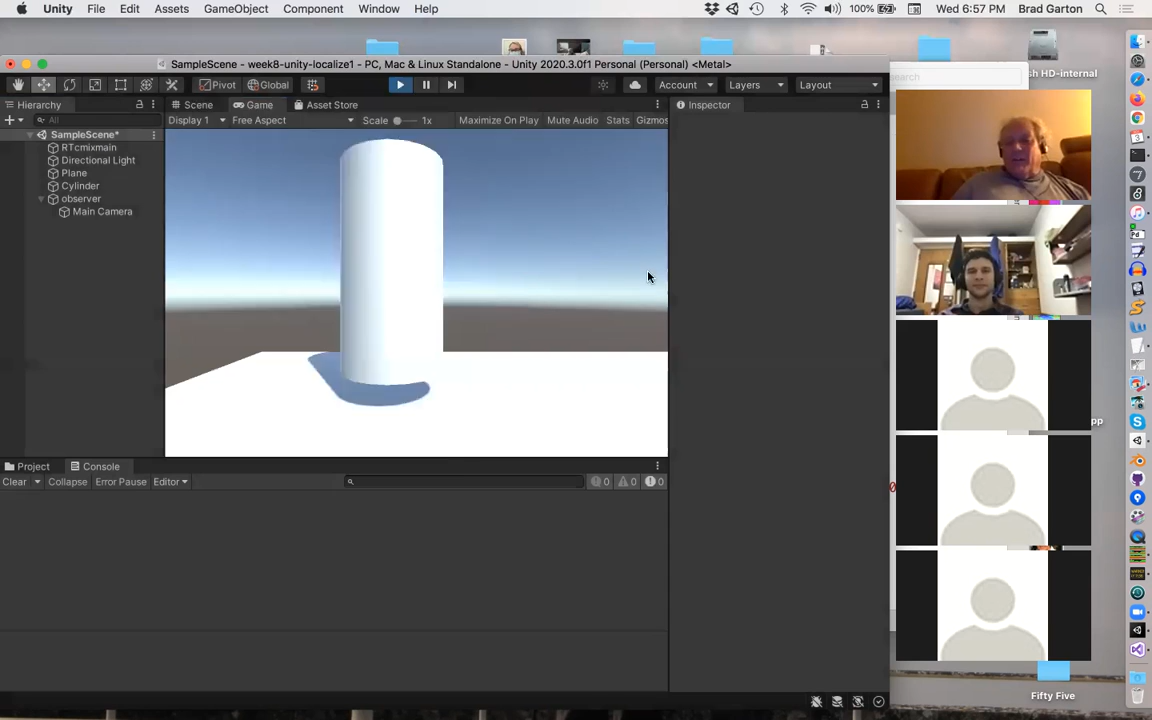 Unity File Edit Assets GameObject Component Window Help 100% Wed 6:57 PM Brad Garton
SampleScene - week8-unity-localize1 - PC, Mac & Linux Standalone - Unity 2020.3.0f1 Personal (Personal) <Metal>
SH HD-internal
search
Pivot Global Account Layers Layout
Hierarchy Scene Game Asset Store Inspector
All Display 1 Free Aspect Scale 1x Maximize On Play Mute Audio Stats Gizmos
SampleScene*
RTcmixmain
Directional Light
Plane
Cylinder
observer
Main Camera
pp
Project Console
Clear Collapse Error Pause Editor 0 0 0
Fifty Five